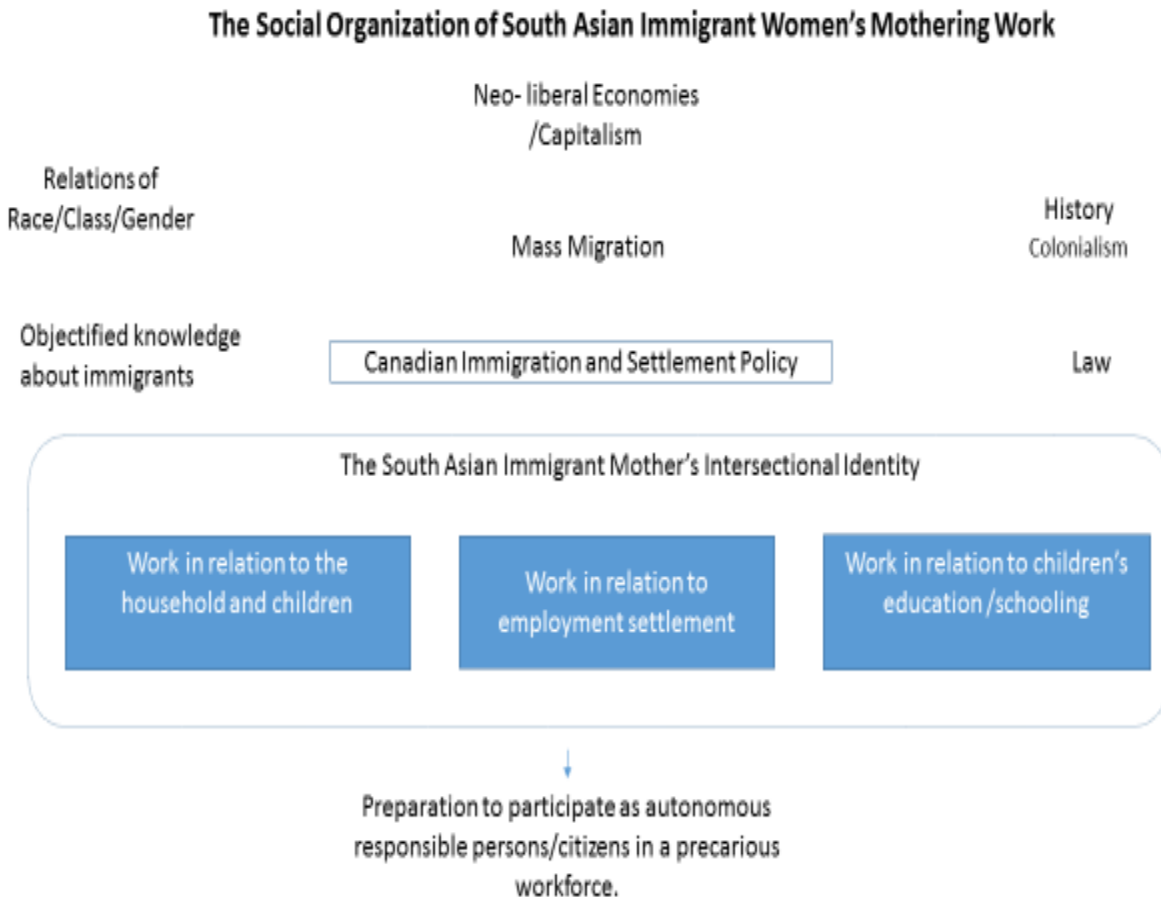 The Social Organization of South Asian Immigrant Women's Mothering Work
Neo- liberal Economies
/Capitalism
Relations of
Race/Class/Gender
History
Colonialism
Mass Migration
Objectified knowledge
about immigrants
Canadian Immigration and Settlement Policy
Law
The South Asian Immigrant Mother's Intersectional Identity
Work in relation to the
household and children
Work in relation to
employment settlement
Work in relation to children's
education /schooling
Preparation to participate as autonomous
responsible persons/citizens in a precarious
workforce.